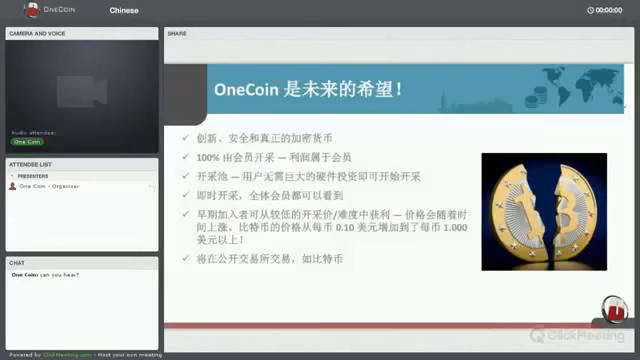 ONECOIN
Chinese
00:00:00
CAMERA AND VOICE
SHARE
Audio attendee:
One Coin
ATTENDEE LIST
PRESENTERS
One Coin - Organizer
CHAT
One Coin: can you hear?
OneCoin 是未来的希望！
创新、安全和真正的加密货币
100% 由会员开采 — 利润属于会员
开采池 — 用户无需巨大的硬件投资即可开始开采
即时开采，全体会员都可以看到
早期加入者可从较低的开采价/难度中获利 — 价格会随着时
间上涨，比特币的价格从每币 0.10 美元增加到了每币 1.000
美元以上！
将在公开交易所交易，如比特币
ClickMeeting
Powered by ClickMeeting.com - Host your own meeting